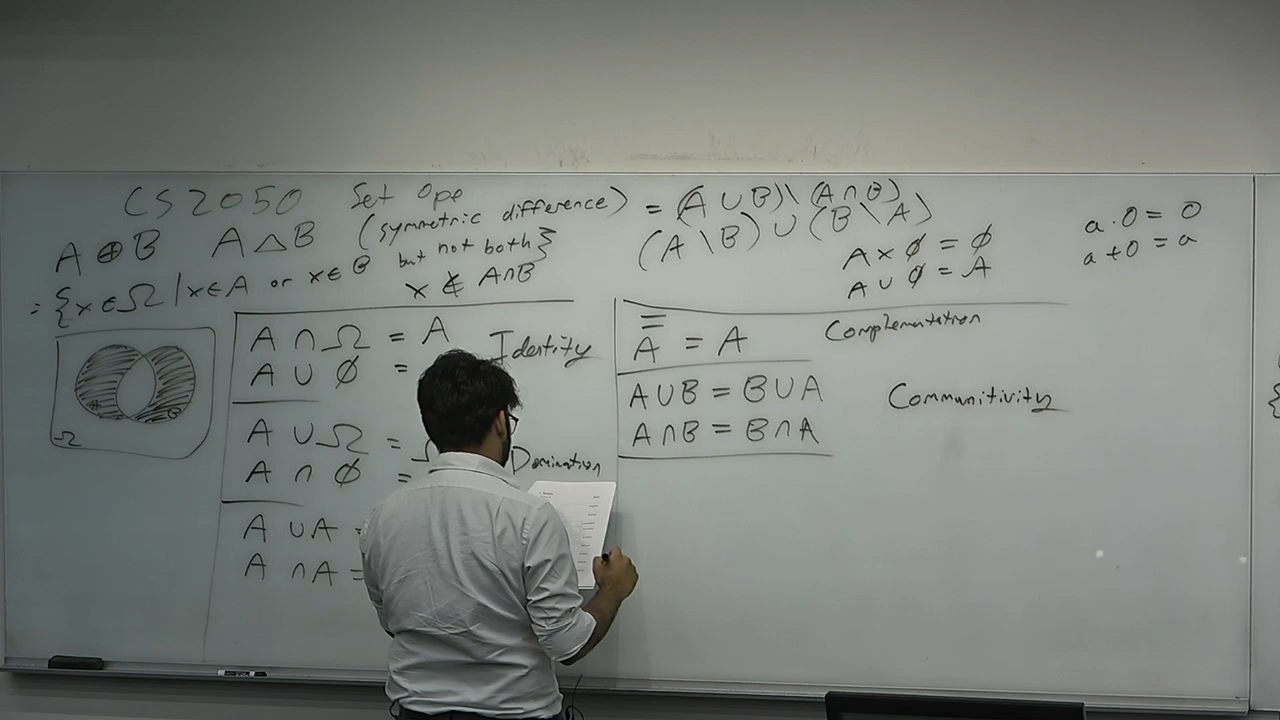 CS2050 Set Ope
A ⊕ B A △ B (symmetric difference) = (A ∪ B) \ (A ∩ B)
(A \ B) ∪ (B \ A)
= {x ∈ Ω | x ∈ A or x ∈ B but not both}
x ∉ A∩B
A × ∅ = ∅
A ∪ ∅ = A
a · 0 = 0
a + 0 = a
Ω
A ∩ Ω = A Identity
A ∪ ∅ =
A ∪ Ω = Ω
A ∩ ∅ = Domination
A ∪ A =
A ∩ A =
A̿ = A Complementation
A ∪ B = B ∪ A Communitivity
A ∩ B = B ∩ A